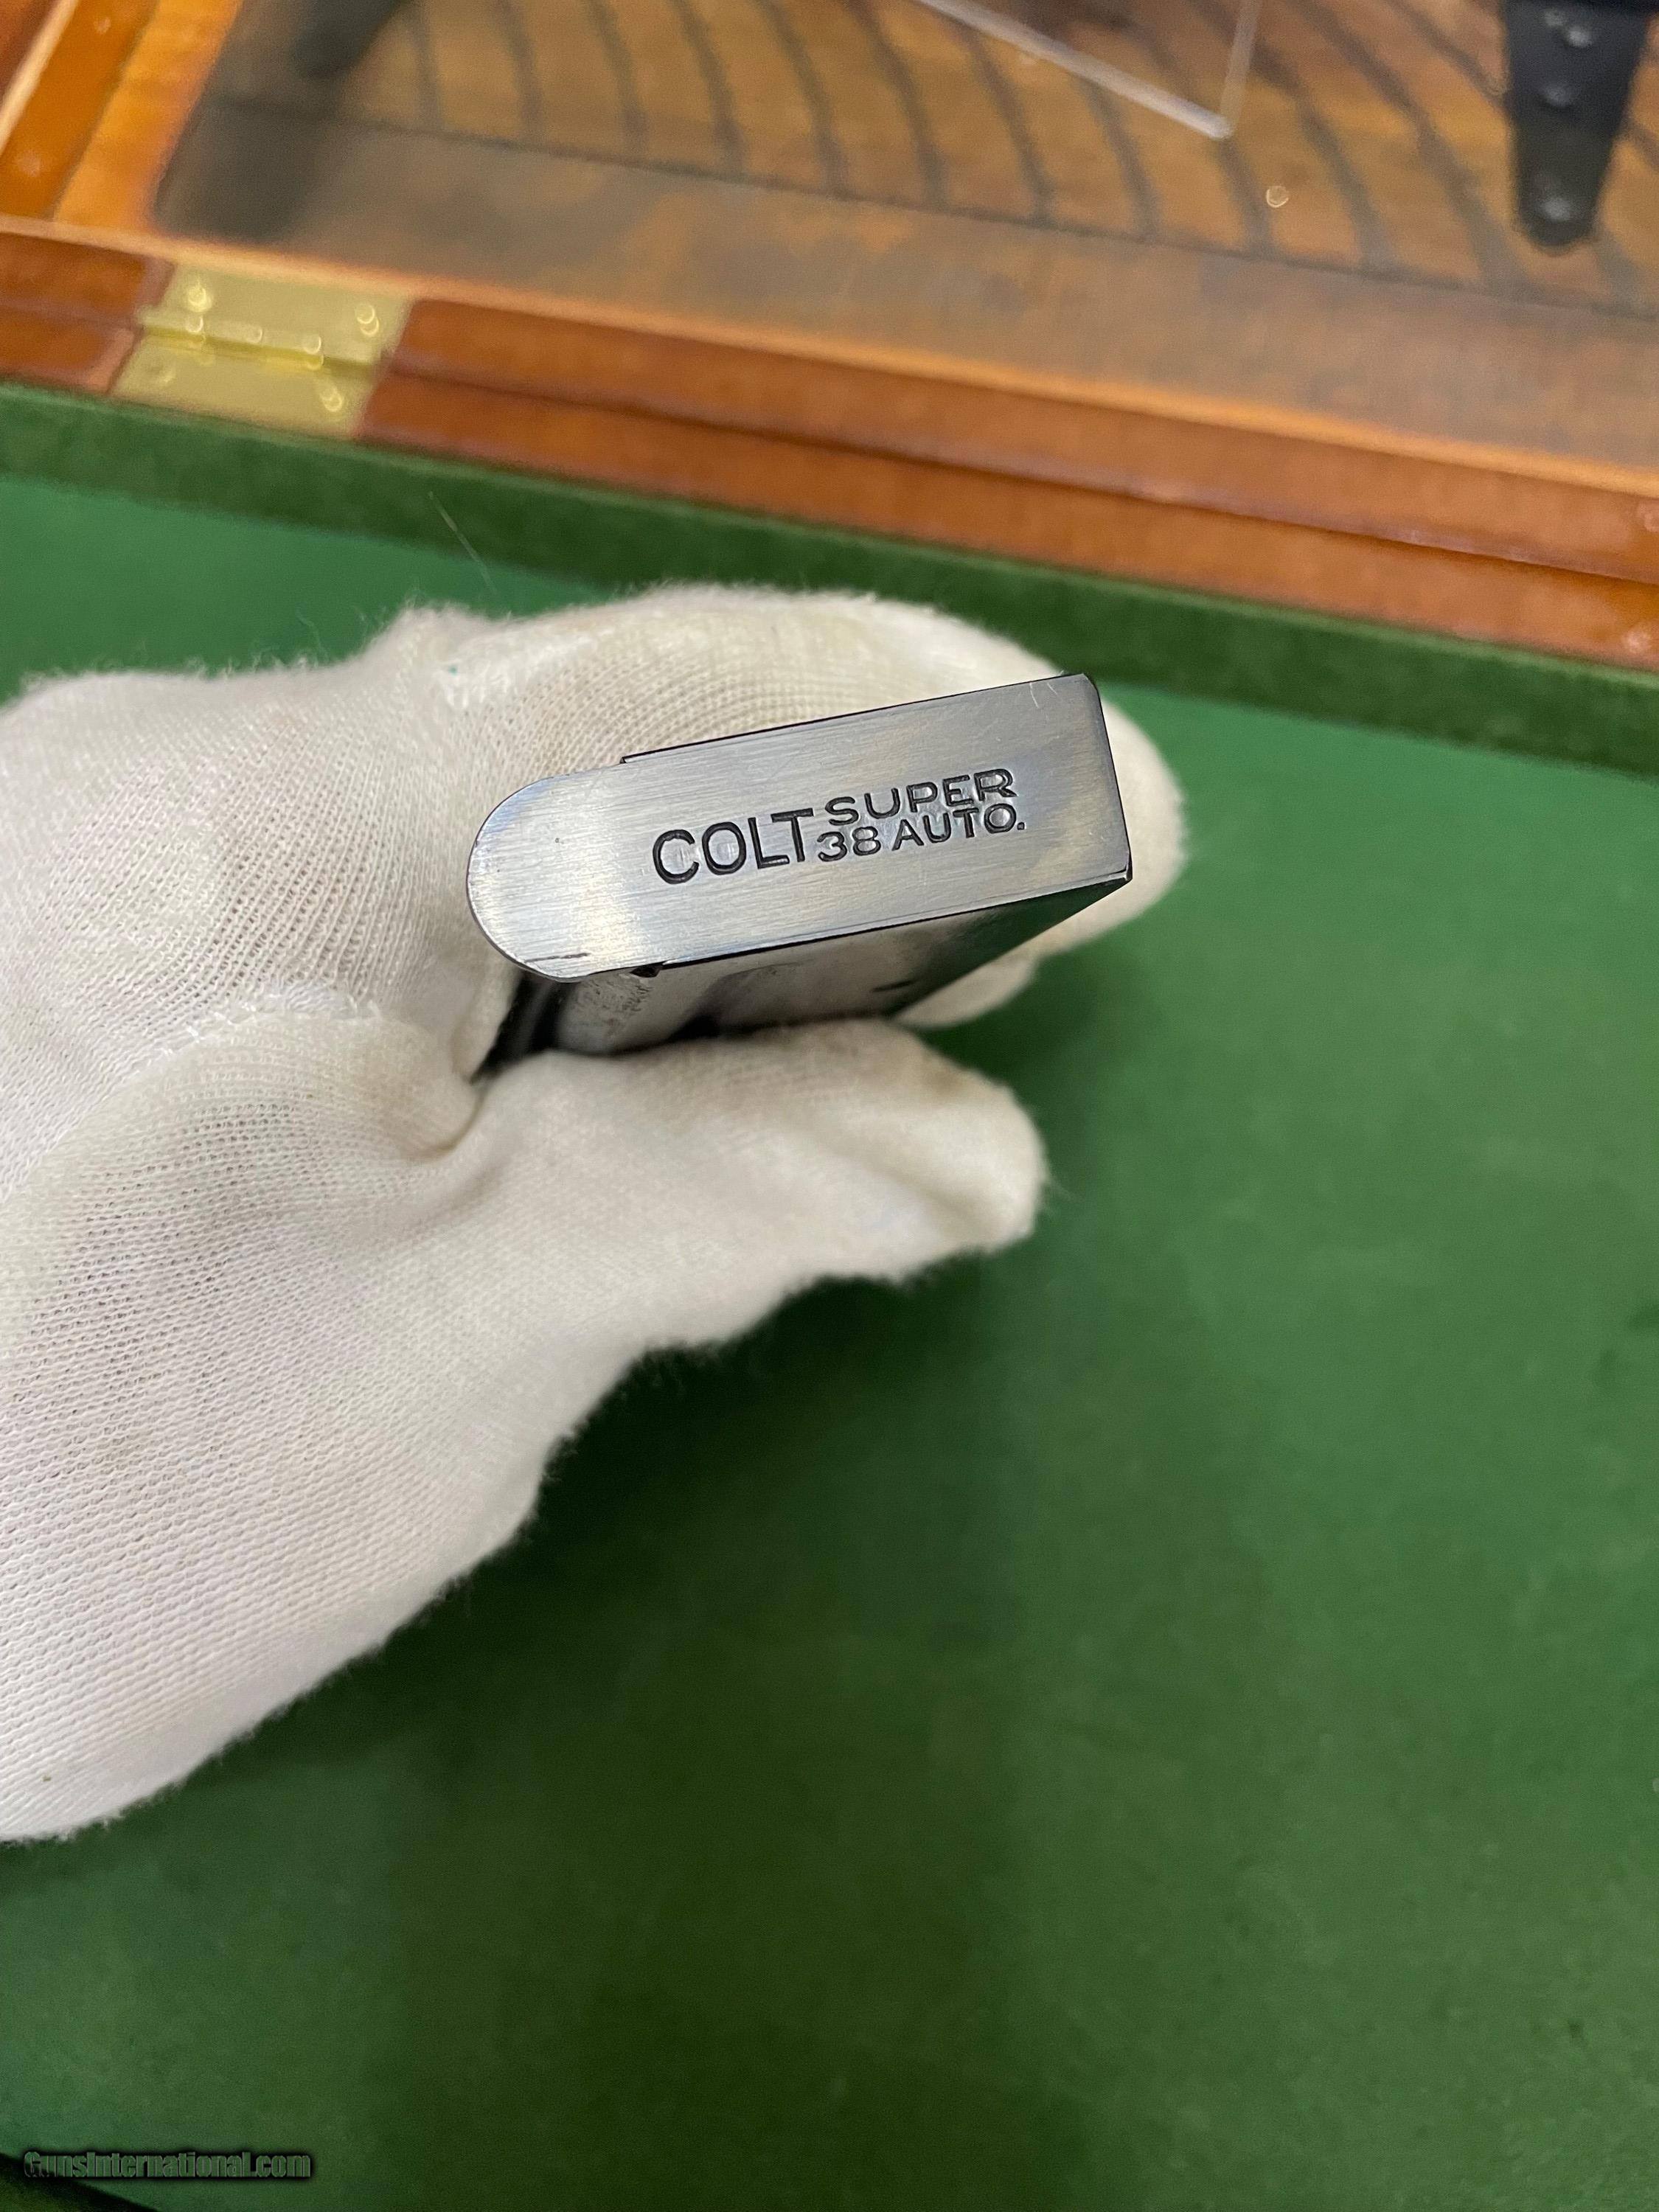 COLT SUPER
38 AUTO.
GunsInternational.com